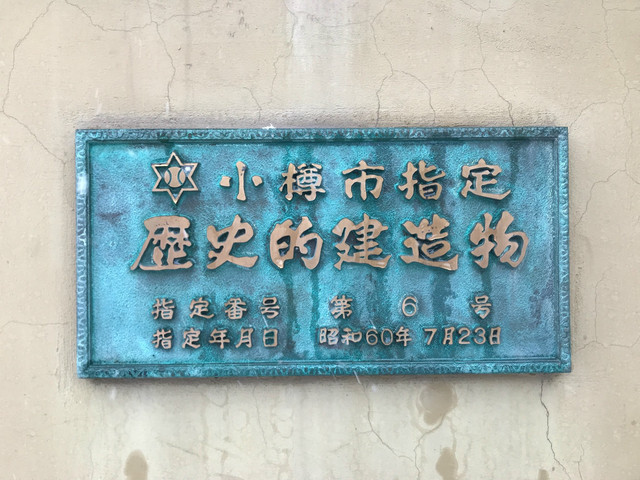 小樽市指定
歴史的建造物
指定番号 第6号
指定年月日 昭和60年7月23日